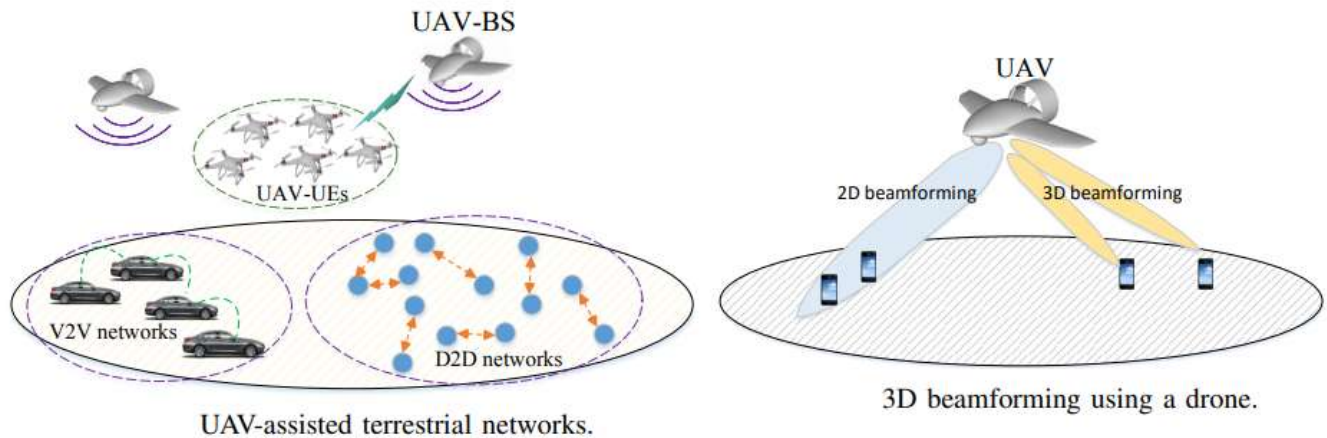 UAV-BS
UAV-UEs
V2V networks
D2D networks
UAV-assisted terrestrial networks.
UAV
2D beamforming
3D beamforming
3D beamforming using a drone.